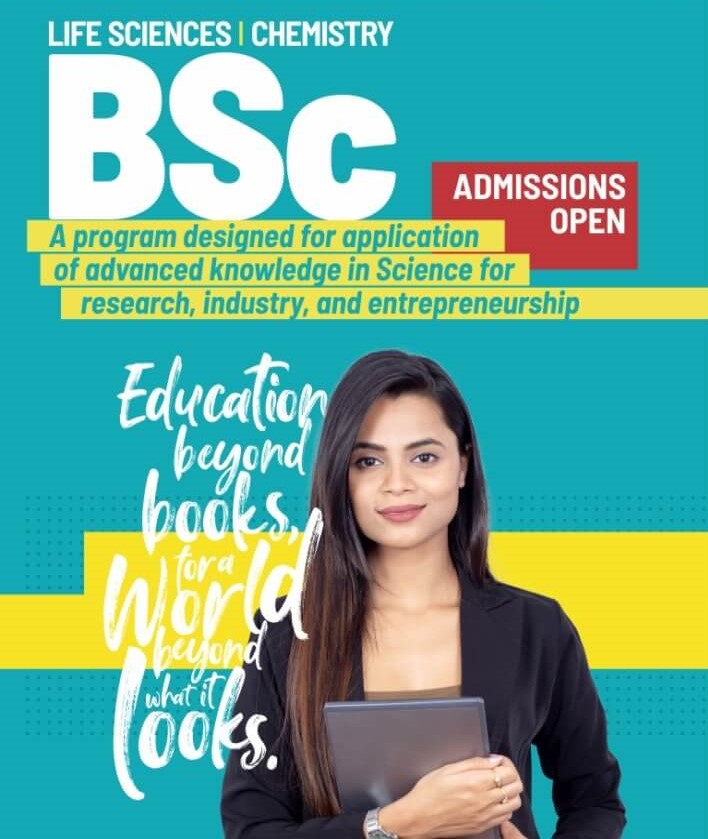 LIFE SCIENCES | CHEMISTRY
BSc
ADMISSIONS
OPEN
A program designed for application
of advanced knowledge in Science for
research, industry, and entrepreneurship
Education
beyond
books,
for a
World
beyond
what it
looks.